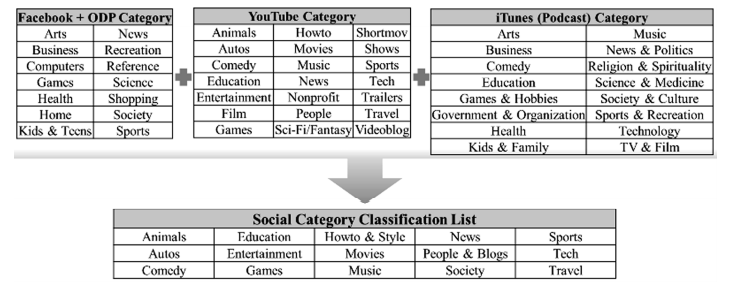 Facebook + ODP Category
Arts News
Business Recreation
Computers Reference
Games Science
Health Shopping
Home Society
Kids & Teens Sports
YouTube Category
Animals Howto Shortmov
Autos Movies Shows
Comedy Music Sports
Education News Tech
Entertainment Nonprofit Trailers
Film People Travel
Games Sci-Fi/Fantasy Videoblog
iTunes (Podcast) Category
Arts Music
Business News & Politics
Comedy Religion & Spirituality
Education Science & Medicine
Games & Hobbies Society & Culture
Government & Organization Sports & Recreation
Health Technology
Kids & Family TV & Film
Social Category Classification List
Animals Education Howto & Style News Sports
Autos Entertainment Movies People & Blogs Tech
Comedy Games Music Society Travel